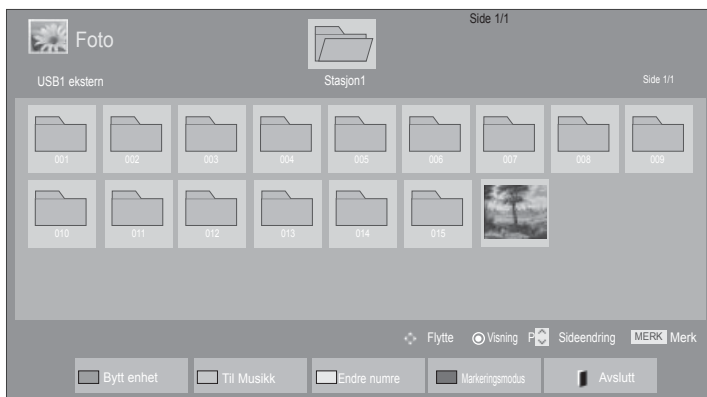 Side 1/1
Foto
USB1 ekstern
Stasjon1
Side 1/1
001 002 003 004 005 006 007 008 009
010 011 012 013 014 015
Flytte Visning P Sideendring MERK Merk
Bytt enhet Til Musikk Endre numre Markeringsmodus Avslutt